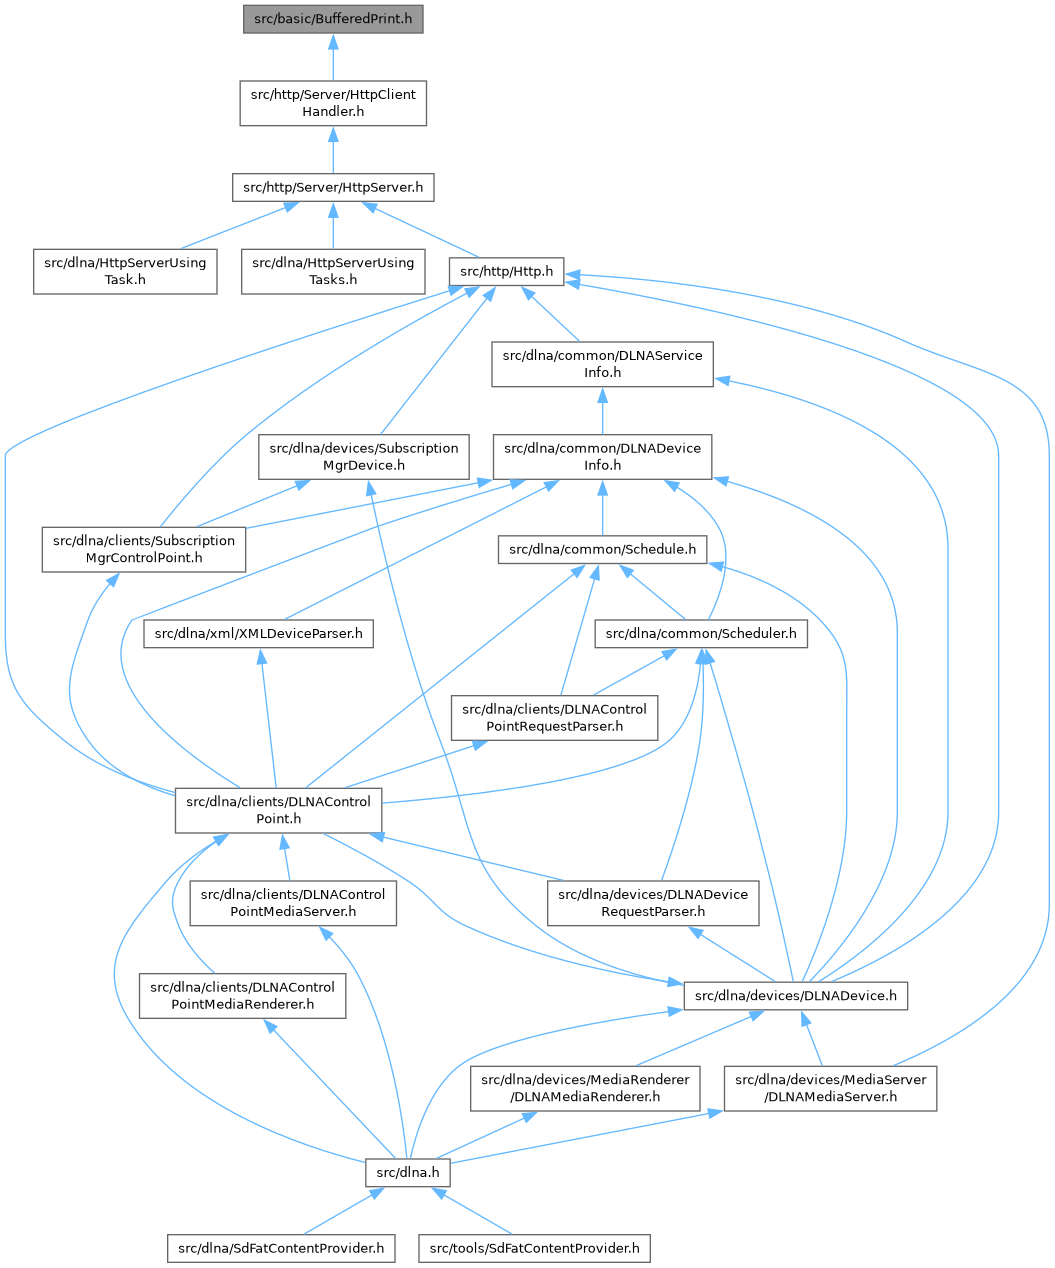 src/basic/BufferedPrint.h
src/http/Server/HttpClient
Handler.h
src/http/Server/HttpServer.h
src/dlna/HttpServerUsing
Task.h
src/dlna/HttpServerUsing
Tasks.h
src/http/Http.h
src/dlna/common/DLNAService
Info.h
src/dlna/devices/Subscription
MgrDevice.h
src/dlna/common/DLNADevice
Info.h
src/dlna/clients/Subscription
MgrControlPoint.h
src/dlna/common/Schedule.h
src/dlna/xml/XMLDeviceParser.h
src/dlna/common/Scheduler.h
src/dlna/clients/DLNAControl
PointRequestParser.h
src/dlna/clients/DLNAControl
Point.h
src/dlna/clients/DLNAControl
PointMediaServer.h
src/dlna/devices/DLNADevice
RequestParser.h
src/dlna/clients/DLNAControl
PointMediaRenderer.h
src/dlna/devices/DLNADevice.h
src/dlna/devices/MediaRenderer
/DLNAMediaRenderer.h
src/dlna/devices/MediaServer
/DLNAMediaServer.h
src/dlna.h
src/dlna/SdFatContentProvider.h
src/tools/SdFatContentProvider.h